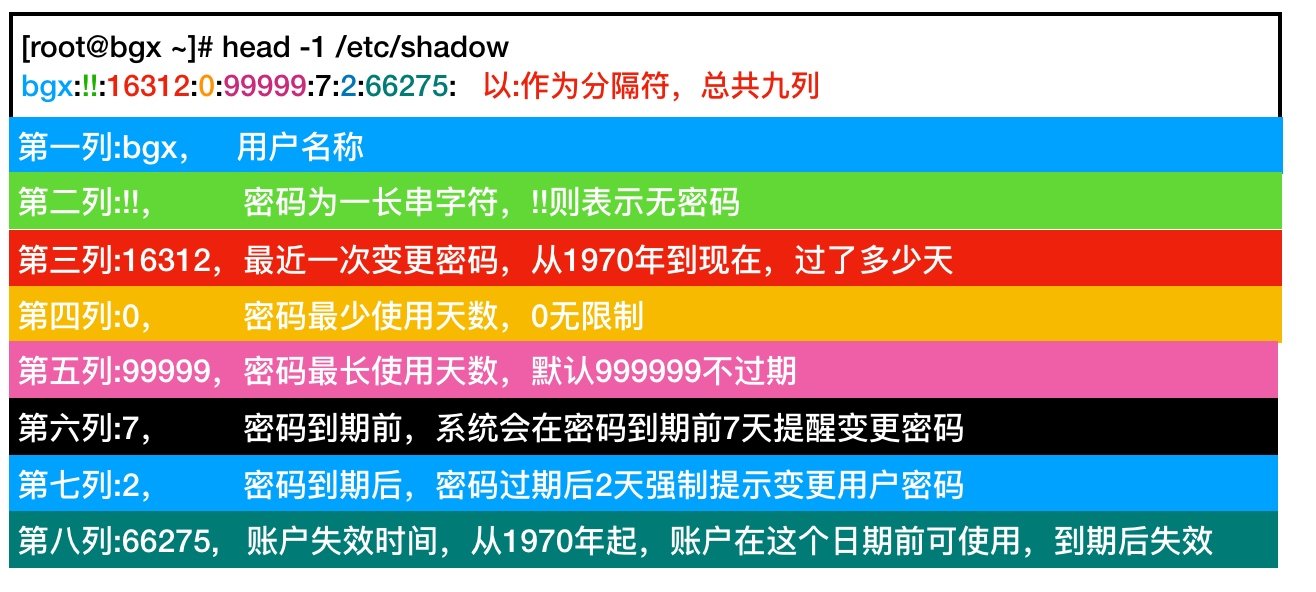 [root@bgx ~]# head -1 /etc/shadow
bgx:!!:16312:0:99999:7:2:66275: 以:作为分隔符，总共九列
第一列:bgx， 用户名称
第二列:!!， 密码为一长串字符，!!则表示无密码
第三列:16312，最近一次变更密码，从1970年到现在，过了多少天
第四列:0， 密码最少使用天数，0无限制
第五列:99999，密码最长使用天数，默认999999不过期
第六列:7， 密码到期前，系统会在密码到期前7天提醒变更密码
第七列:2， 密码到期后，密码过期后2天强制提示变更用户密码
第八列:66275， 账户失效时间，从1970年起，账户在这个日期前可使用，到期后失效